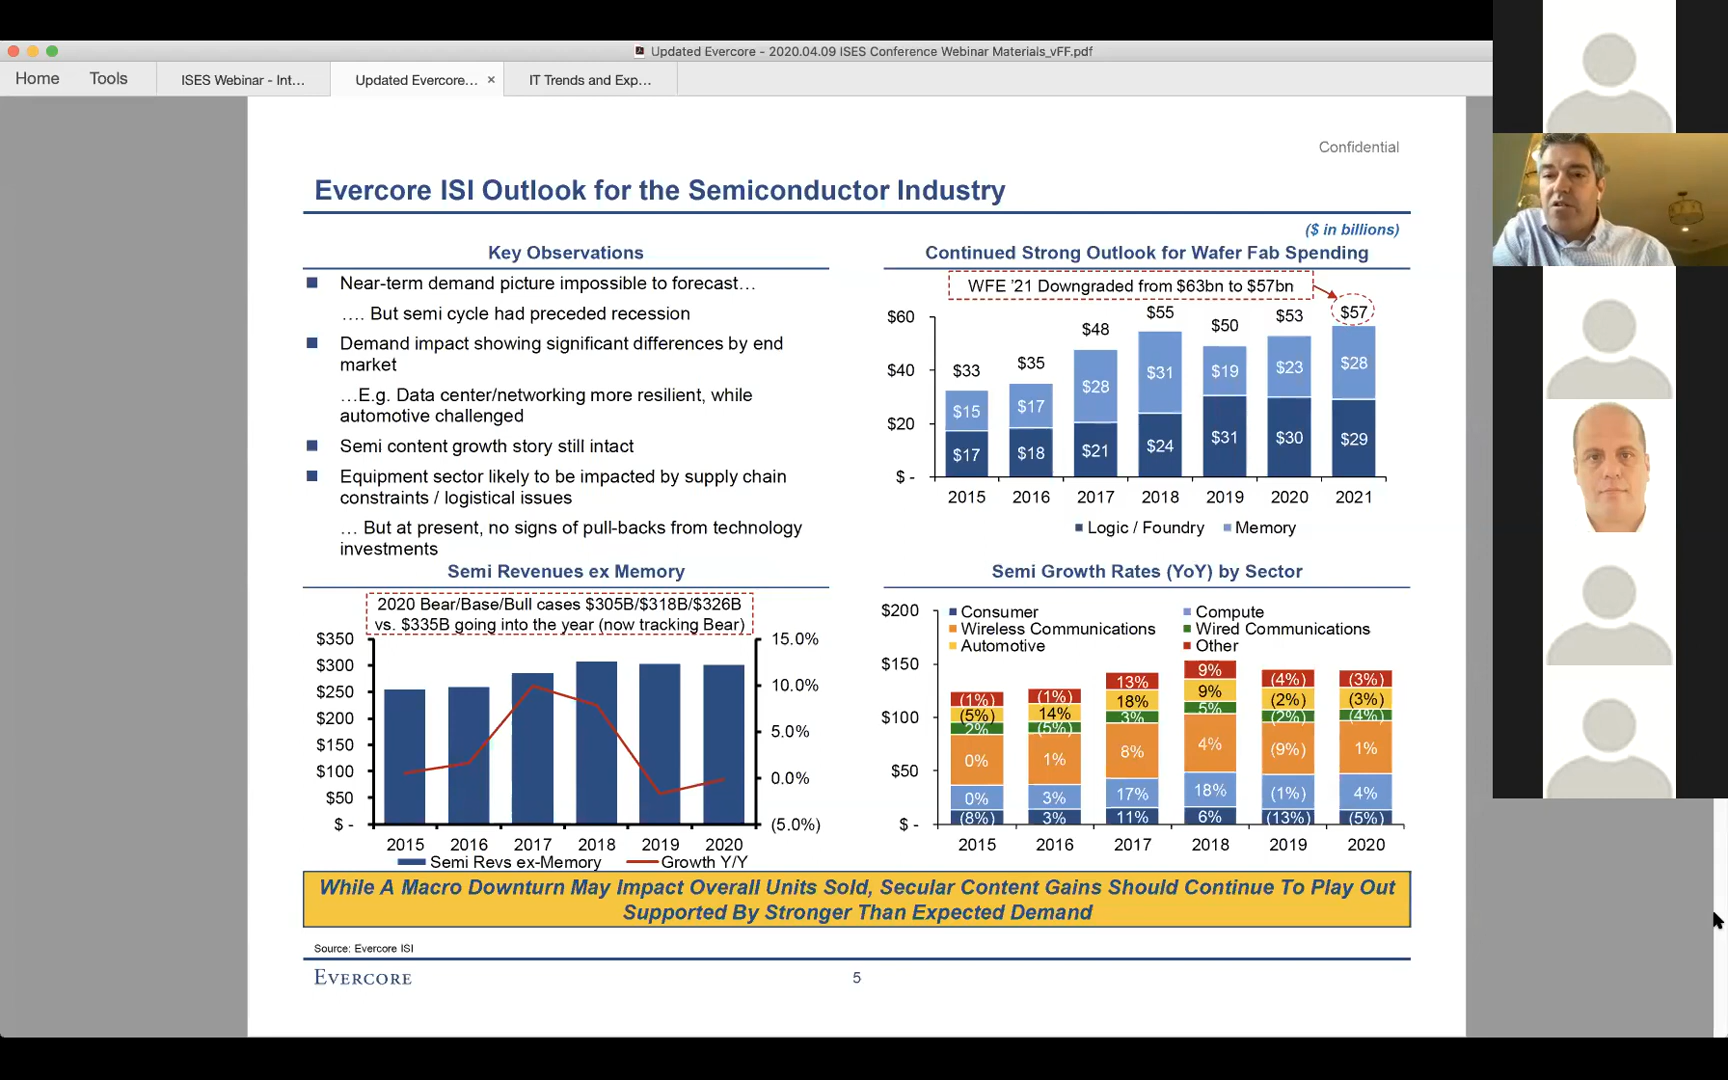 Updated Evercore - 2020.04.09 ISES Conference Webinar Materials_vFF.pdf
Home Tools ISES Webinar - Int... Updated Evercore... × IT Trends and Exp...
Confidential
Evercore ISI Outlook for the Semiconductor Industry
($ in billions)
Key Observations
Near-term demand picture impossible to forecast…
…. But semi cycle had preceded recession
Demand impact showing significant differences by end
market
…E.g. Data center/networking more resilient, while
automotive challenged
Semi content growth story still intact
Equipment sector likely to be impacted by supply chain
constraints / logistical issues
… But at present, no signs of pull-backs from technology
investments
Continued Strong Outlook for Wafer Fab Spending
WFE ’21 Downgraded from $63bn to $57bn
$60
$40
$20
$ -
$33 $35 $48 $55 $50 $53 $57
$15 $17 $28 $31 $19 $23 $28
$17 $18 $21 $24 $31 $30 $29
2015 2016 2017 2018 2019 2020 2021
Logic / Foundry Memory
Semi Revenues ex Memory
2020 Bear/Base/Bull cases $305B/$318B/$326B
vs. $335B going into the year (now tracking Bear)
$350
$300
$250
$200
$150
$100
$50
$ -
15.0%
10.0%
5.0%
0.0%
(5.0%)
2015 2016 2017 2018 2019 2020
Semi Revs ex-Memory Growth Y/Y
Semi Growth Rates (YoY) by Sector
$200
$150
$100
$50
$ -
Consumer Compute
Wireless Communications Wired Communications
Automotive Other
(1%) (1%) 13% 9% (4%) (3%)
(5%) 14% 18% 9% (2%) (3%)
2% (5%) 3% 5% (2%) (4%)
0% 1% 8% 4% (9%) 1%
0% 3% 17% 18% (1%) 4%
(8%) 3% 11% 6% (13%) (5%)
2015 2016 2017 2018 2019 2020
While A Macro Downturn May Impact Overall Units Sold, Secular Content Gains Should Continue To Play Out
Supported By Stronger Than Expected Demand
Source: Evercore ISI
EVERCORE
5